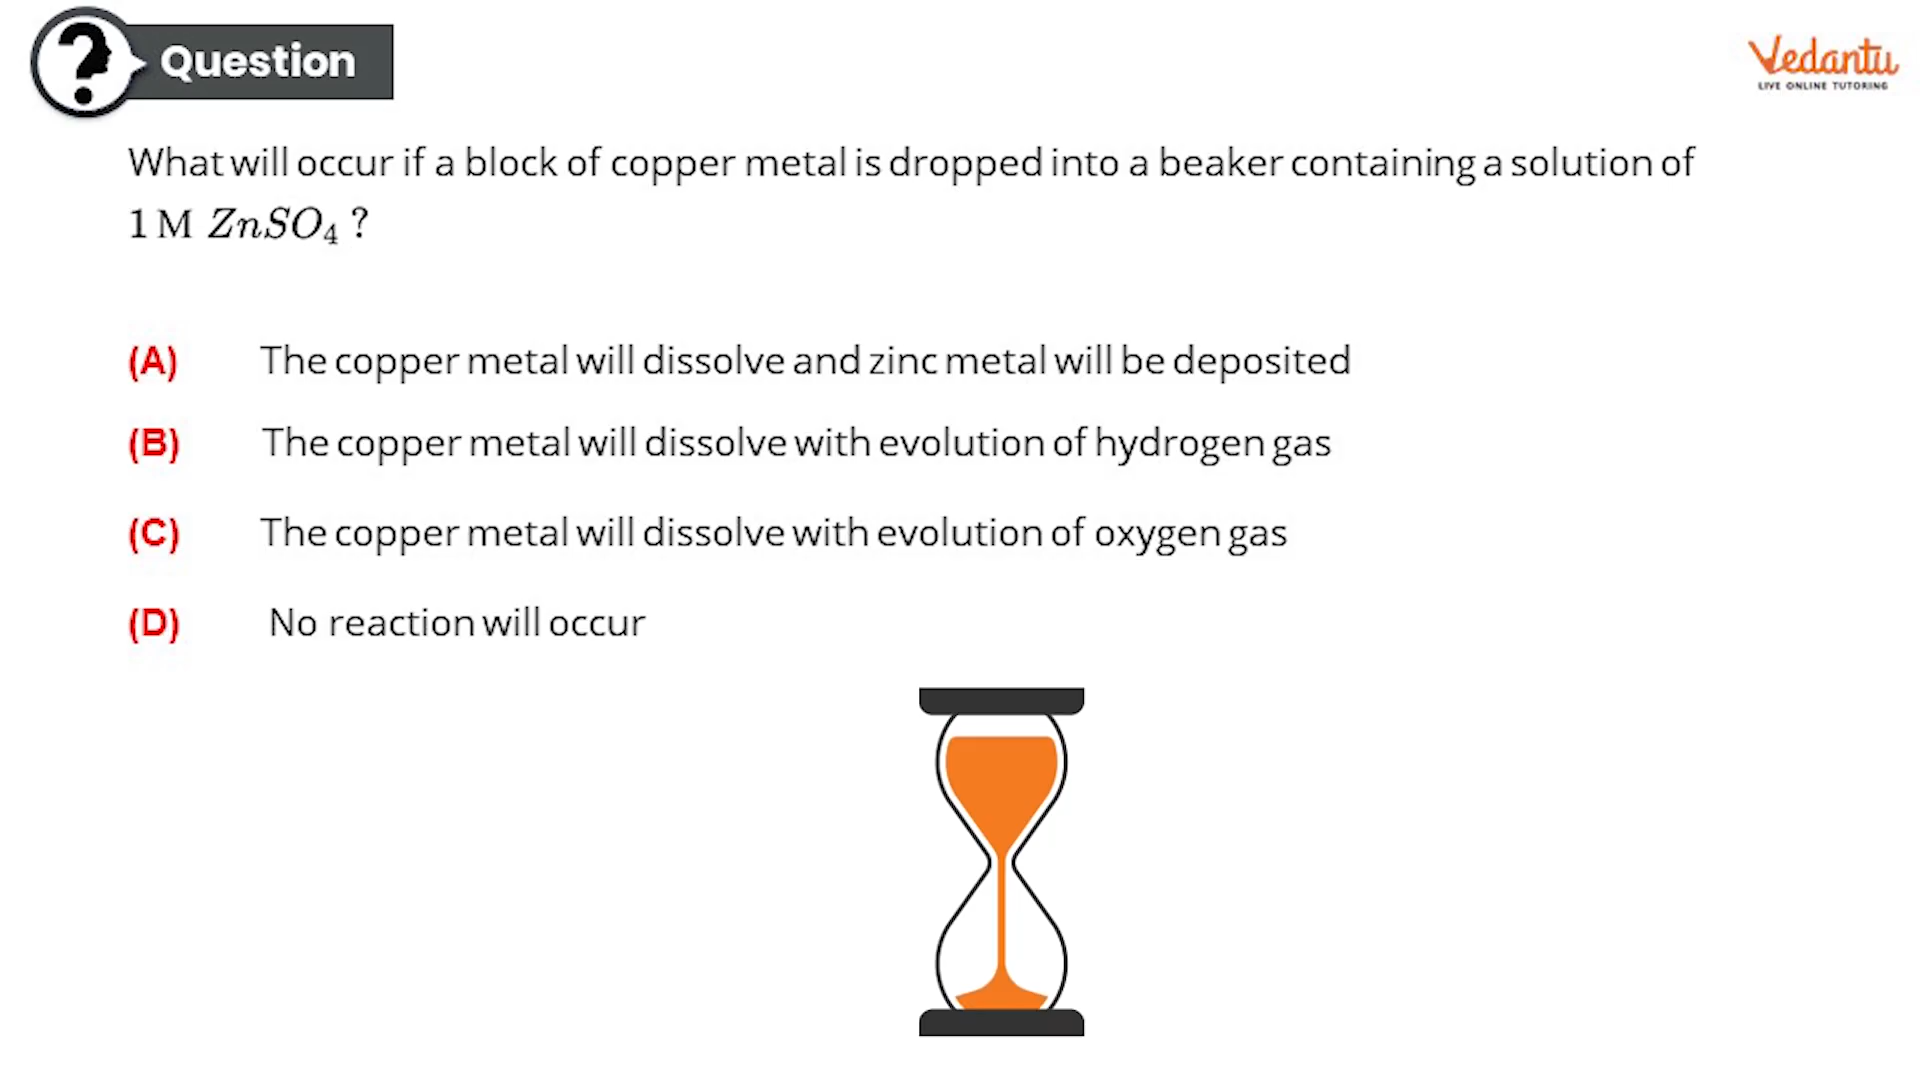 Question
Vedantu
LIVE ONLINE TUTORING
What will occur if a block of copper metal is dropped into a beaker containing a solution of
1 M ZnSO₄ ?
(A) The copper metal will dissolve and zinc metal will be deposited
(B) The copper metal will dissolve with evolution of hydrogen gas
(C) The copper metal will dissolve with evolution of oxygen gas
(D) No reaction will occur